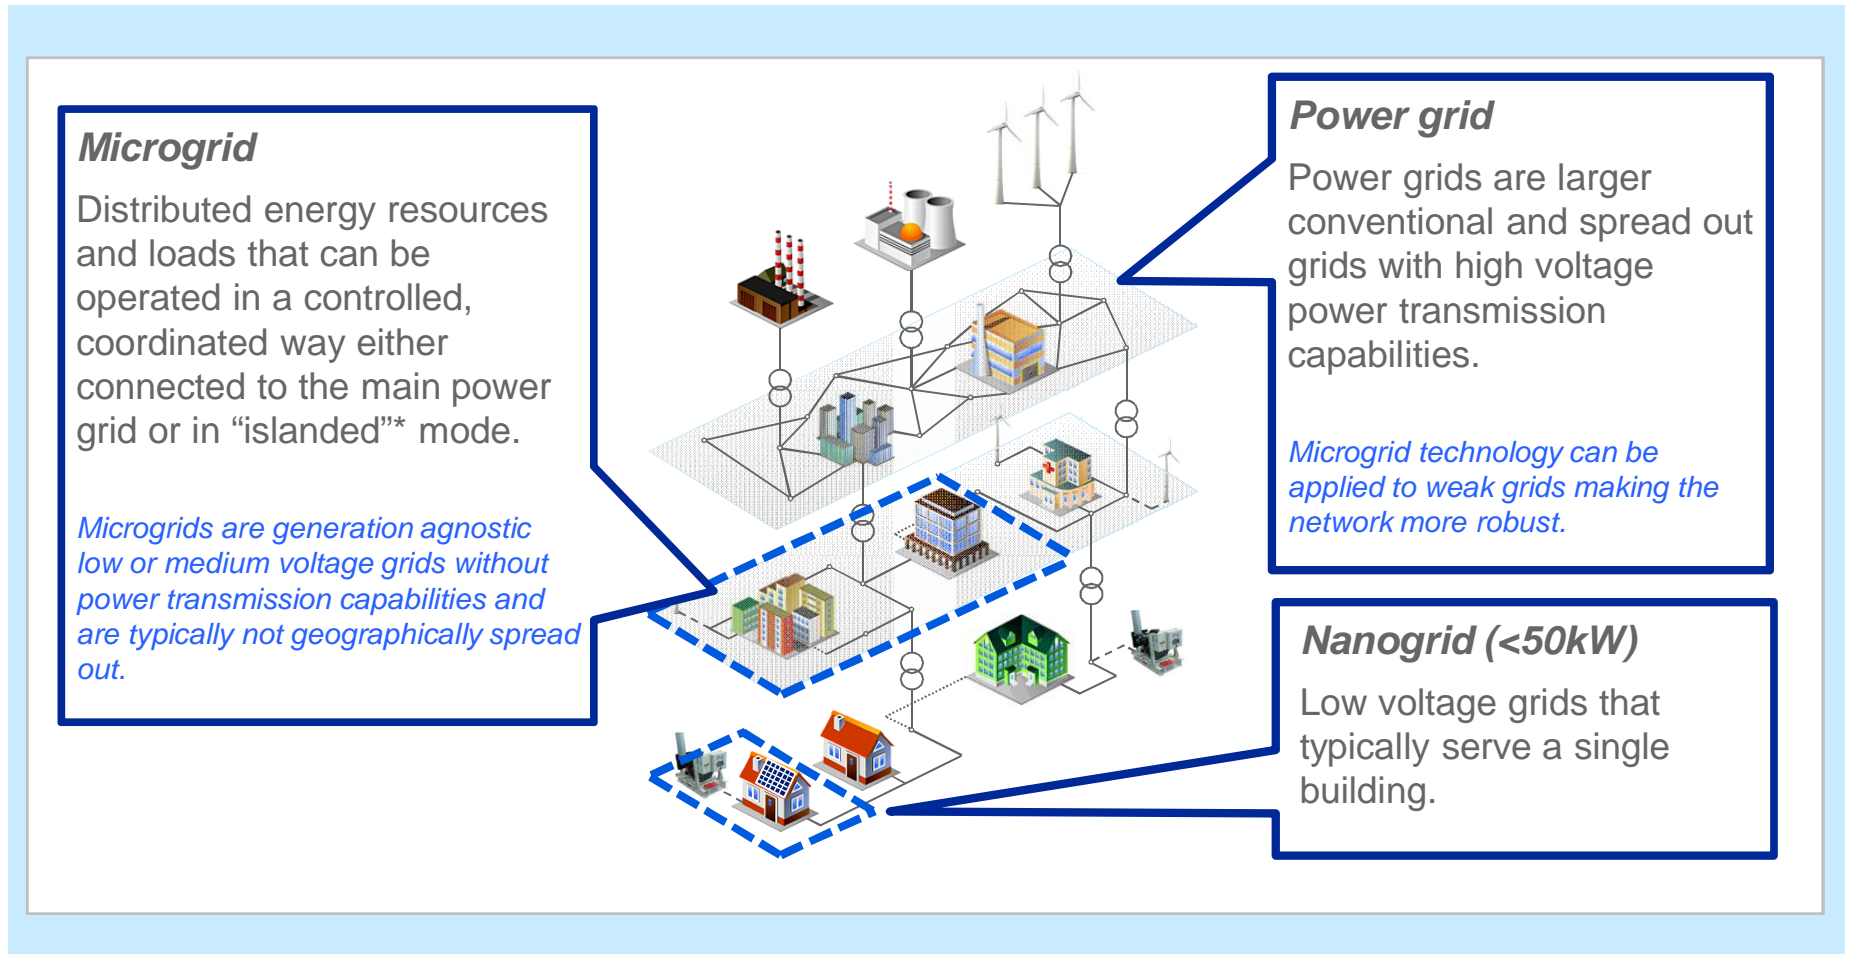 Microgrid
Distributed energy resources
and loads that can be
operated in a controlled,
coordinated way either
connected to the main power
grid or in “islanded”* mode.
Microgrids are generation agnostic
low or medium voltage grids without
power transmission capabilities and
are typically not geographically spread
out.
Power grid
Power grids are larger
conventional and spread out
grids with high voltage
power transmission
capabilities.
Microgrid technology can be
applied to weak grids making the
network more robust.
Nanogrid (<50kW)
Low voltage grids that
typically serve a single
building.